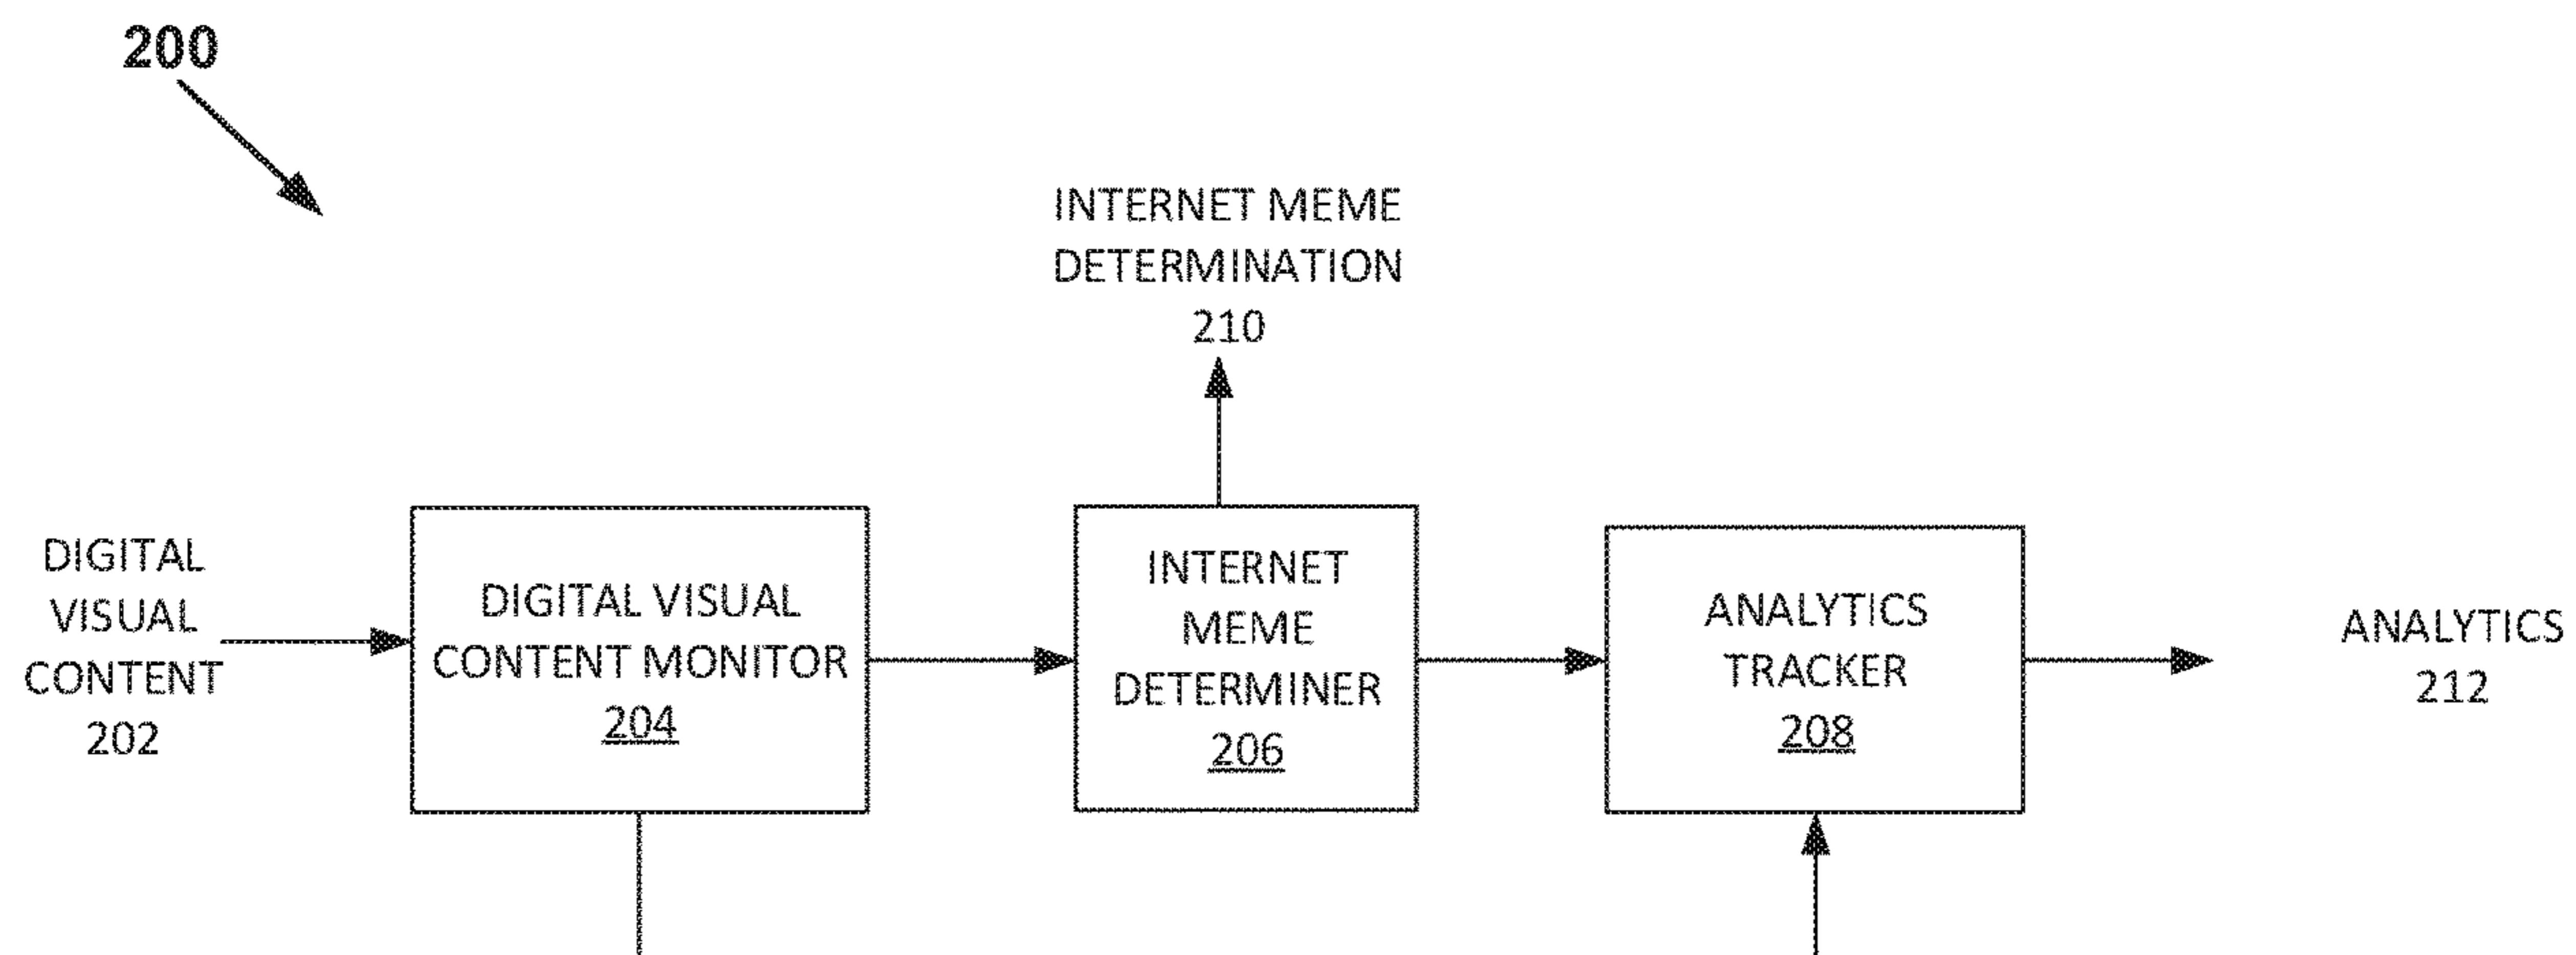 200
INTERNET MEME
DETERMINATION
210
DIGITAL
VISUAL
CONTENT
202
DIGITAL VISUAL
CONTENT MONITOR
204
INTERNET
MEME
DETERMINER
206
ANALYTICS
TRACKER
208
ANALYTICS
212